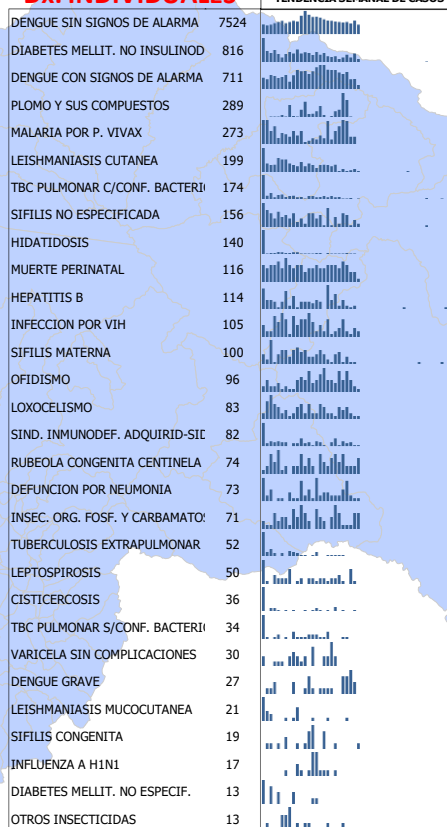 Dx. INDIVIDUALES TENDENCIA SEMANAL DE CASOS
DENGUE SIN SIGNOS DE ALARMA 7524
DIABETES MELLIT. NO INSULINOD 816
DENGUE CON SIGNOS DE ALARMA 711
PLOMO Y SUS COMPUESTOS 289
MALARIA POR P. VIVAX 273
LEISHMANIASIS CUTANEA 199
TBC PULMONAR C/CONF. BACTERI 174
SIFILIS NO ESPECIFICADA 156
HIDATIDOSIS 140
MUERTE PERINATAL 116
HEPATITIS B 114
INFECCION POR VIH 105
SIFILIS MATERNA 100
OFIDISMO 96
LOXOCELISMO 83
SIND. INMUNODEF. ADQUIRID-SID 82
RUBEOLA CONGENITA CENTINELA 74
DEFUNCION POR NEUMONIA 73
INSEC. ORG. FOSF. Y CARBAMATOS 71
TUBERCULOSIS EXTRAPULMONAR 52
LEPTOSPIROSIS 50
CISTICERCOSIS 36
TBC PULMONAR S/CONF. BACTERI 34
VARICELA SIN COMPLICACIONES 30
DENGUE GRAVE 27
LEISHMANIASIS MUCOCUTANEA 21
SIFILIS CONGENITA 19
INFLUENZA A H1N1 17
DIABETES MELLIT. NO ESPECIF. 13
OTROS INSECTICIDAS 13